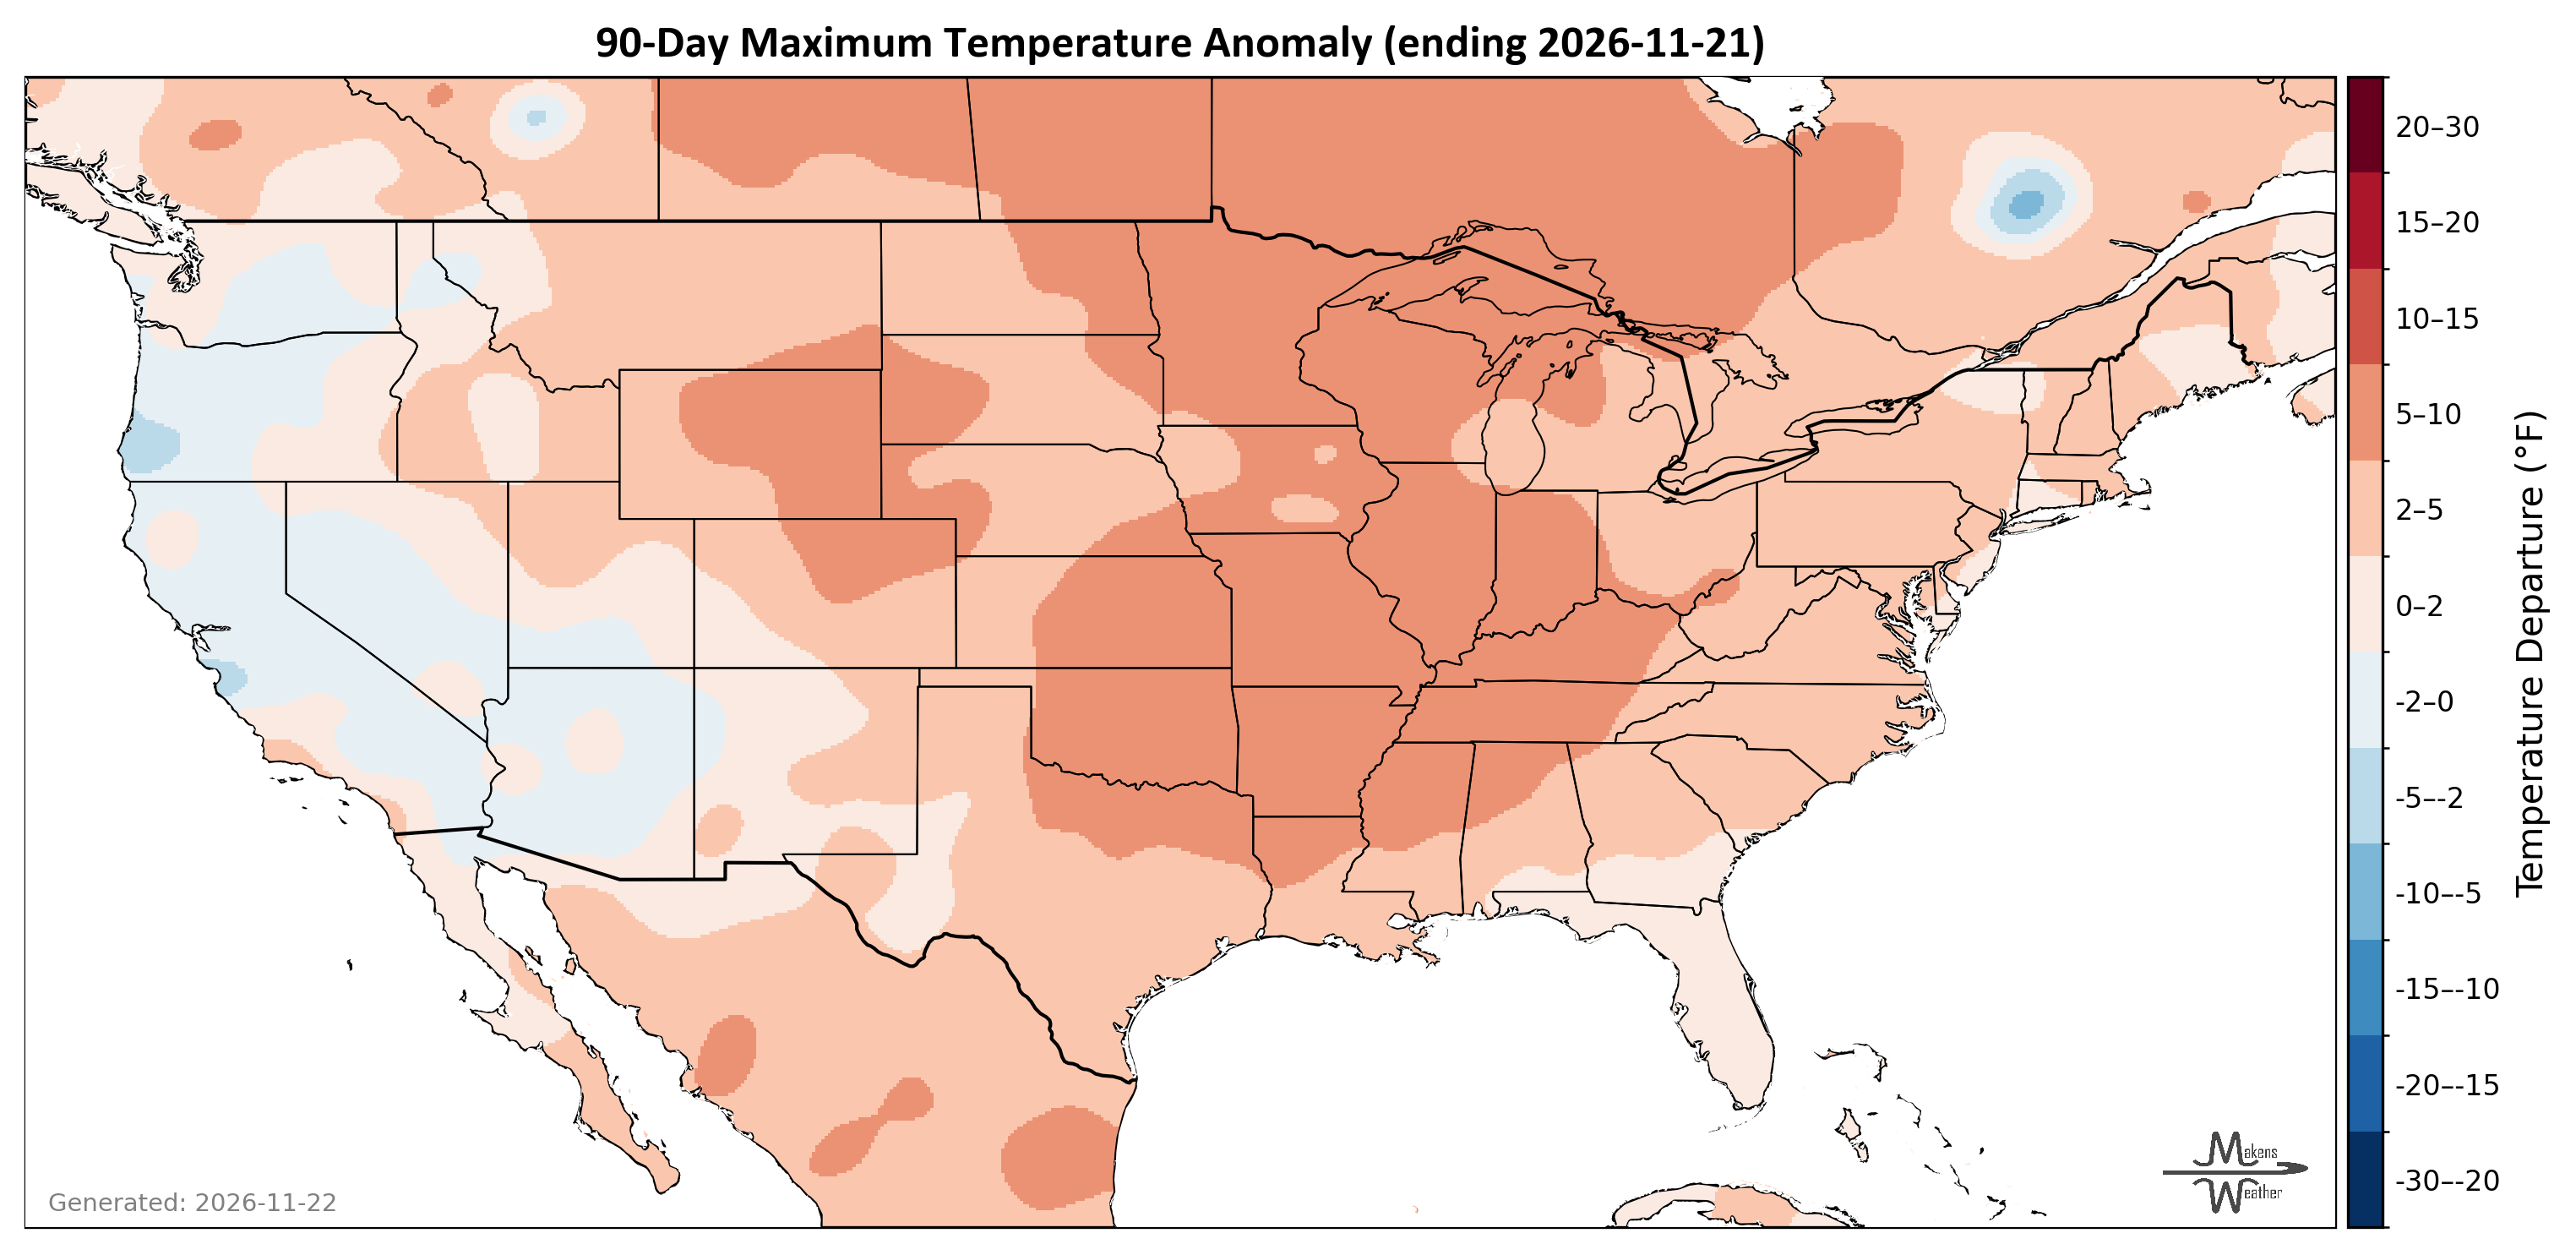 90-Day Maximum Temperature Anomaly (ending 2026-11-21)
20–30
15–20
10–15
5–10
2–5
0–2
-2–0
-5–-2
-10–-5
-15–-10
-20–-15
-30–-20
Temperature Departure (°F)
Makens
Weather
Generated: 2026-11-22